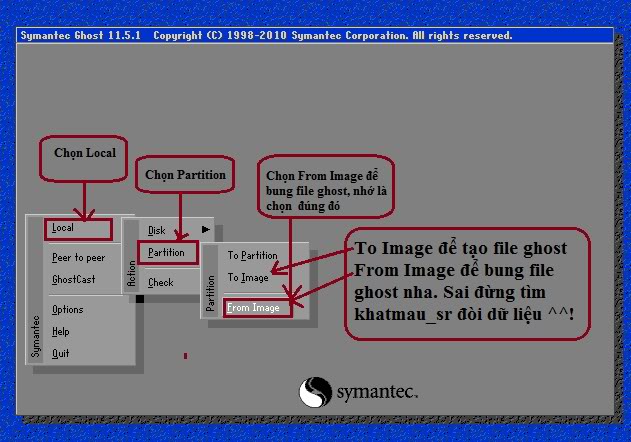 Symantec Ghost 11.5.1 Copyright (C) 1998-2010 Symantec Corporation. All rights reserved.
Chọn Local
Chọn Partition
Chọn From Image để
bung file ghost, nhớ là
chọn đúng đó
Local
Peer to peer
GhostCast
Options
Help
Quit
Symantec
Disk
Partition
Check
Action
To Partition
To Image
From Image
Partition
To Image để tạo file ghost
From Image để bung file
ghost nha. Sai đừng tìm
khatmau_sr đòi dữ liệu ^^!
symantec.